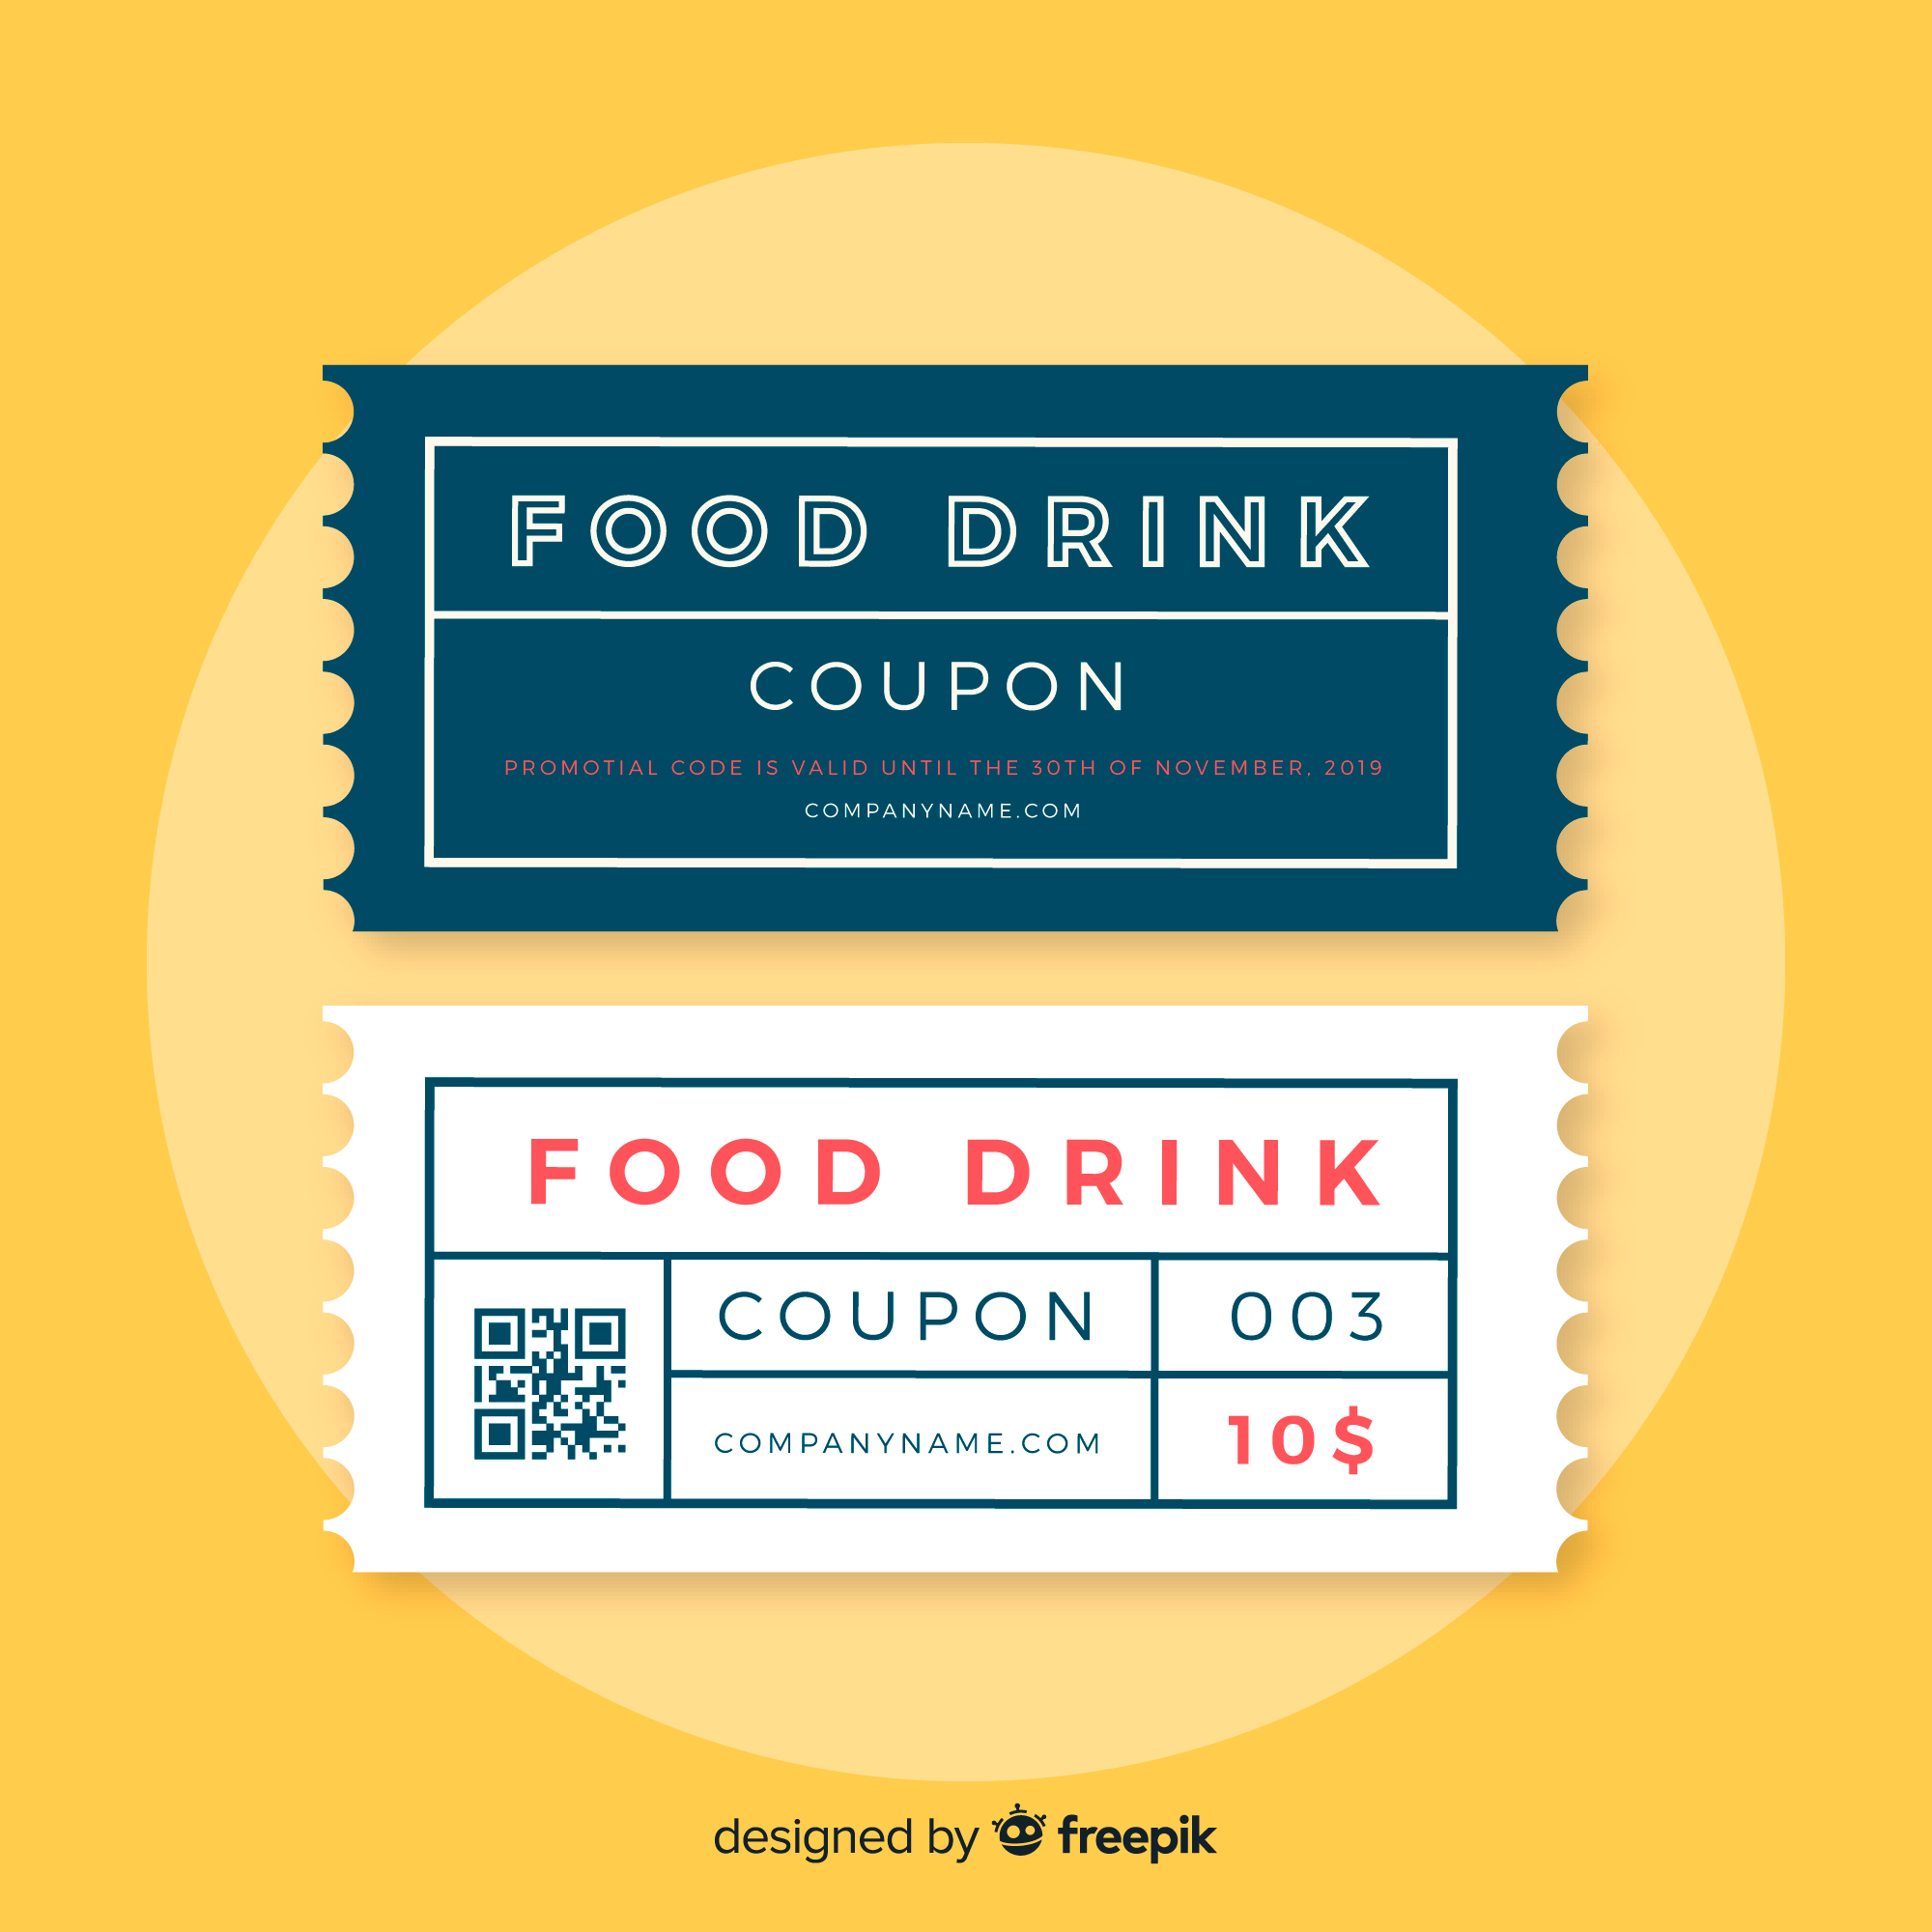 FOOD DRINK
COUPON
PROMOTIAL CODE IS VALID UNTIL THE 30TH OF NOVEMBER, 2019
COMPANYNAME.COM
FOOD DRINK
COUPON
003
COMPANYNAME.COM
10$
designed by freepik